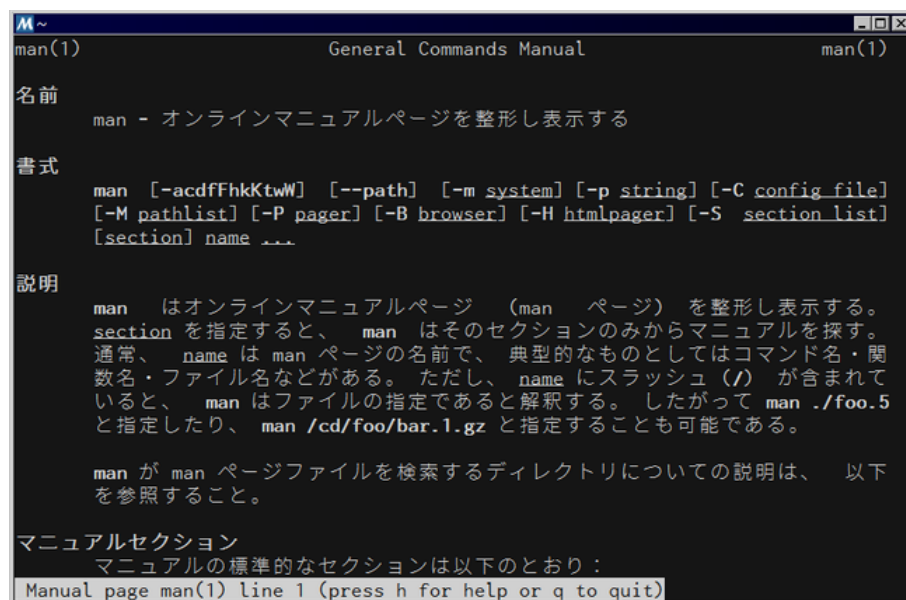 M ~
man(1) General Commands Manual man(1)
名前
man - オンラインマニュアルページを整形し表示する
書式
man [-acdfFhkKtwW] [--path] [-m system] [-p string] [-C config_file]
[-M pathlist] [-P pager] [-B browser] [-H htmlpager] [-S section_list]
[section] name ...
説明
man はオンラインマニュアルページ (man ページ) を整形し表示する。
section を指定すると、 man はそのセクションのみからマニュアルを探す。
通常、 name は man ページの名前で、 典型的なものとしてはコマンド名・関
数名・ファイル名などがある。 ただし、 name にスラッシュ (/) が含まれて
いると、 man はファイルの指定であると解釈する。 したがって man ./foo.5
と指定したり、 man /cd/foo/bar.1.gz と指定することも可能である。
man が man ページファイルを検索するディレクトリについての説明は、 以下
を参照すること。
マニュアルセクション
マニュアルの標準的なセクションは以下のとおり：
Manual page man(1) line 1 (press h for help or q to quit)